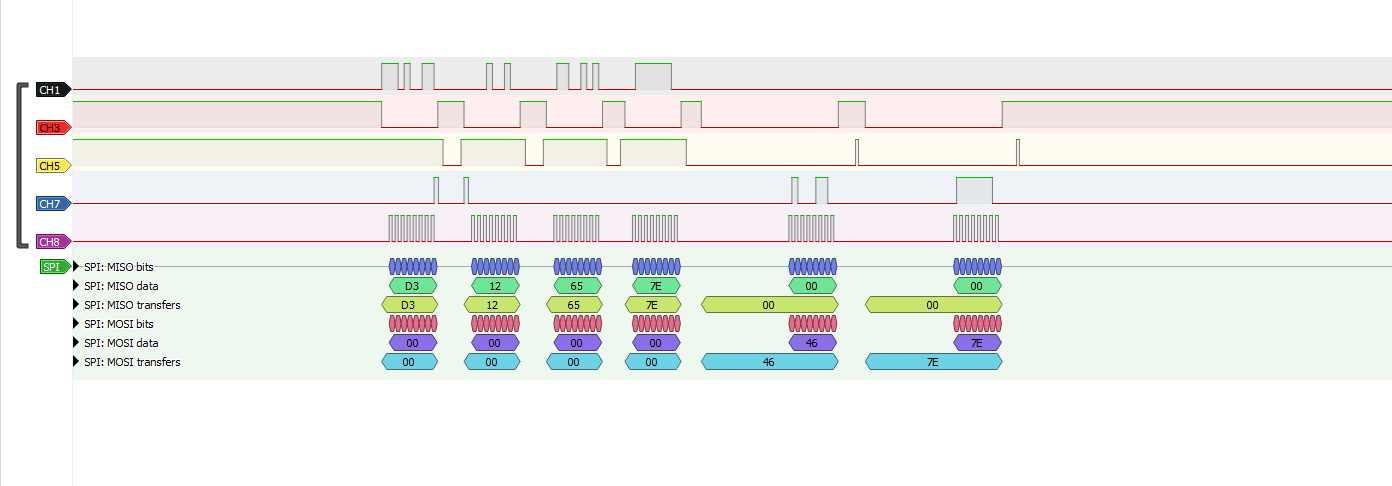 CH1
CH3
CH5
CH7
CH8
SPI SPI: MISO bits
SPI: MISO data D3 12 65 7E 00 00
SPI: MISO transfers D3 12 65 7E 00 00
SPI: MOSI bits
SPI: MOSI data 00 00 00 00 46 7E
SPI: MOSI transfers 00 00 00 00 46 7E